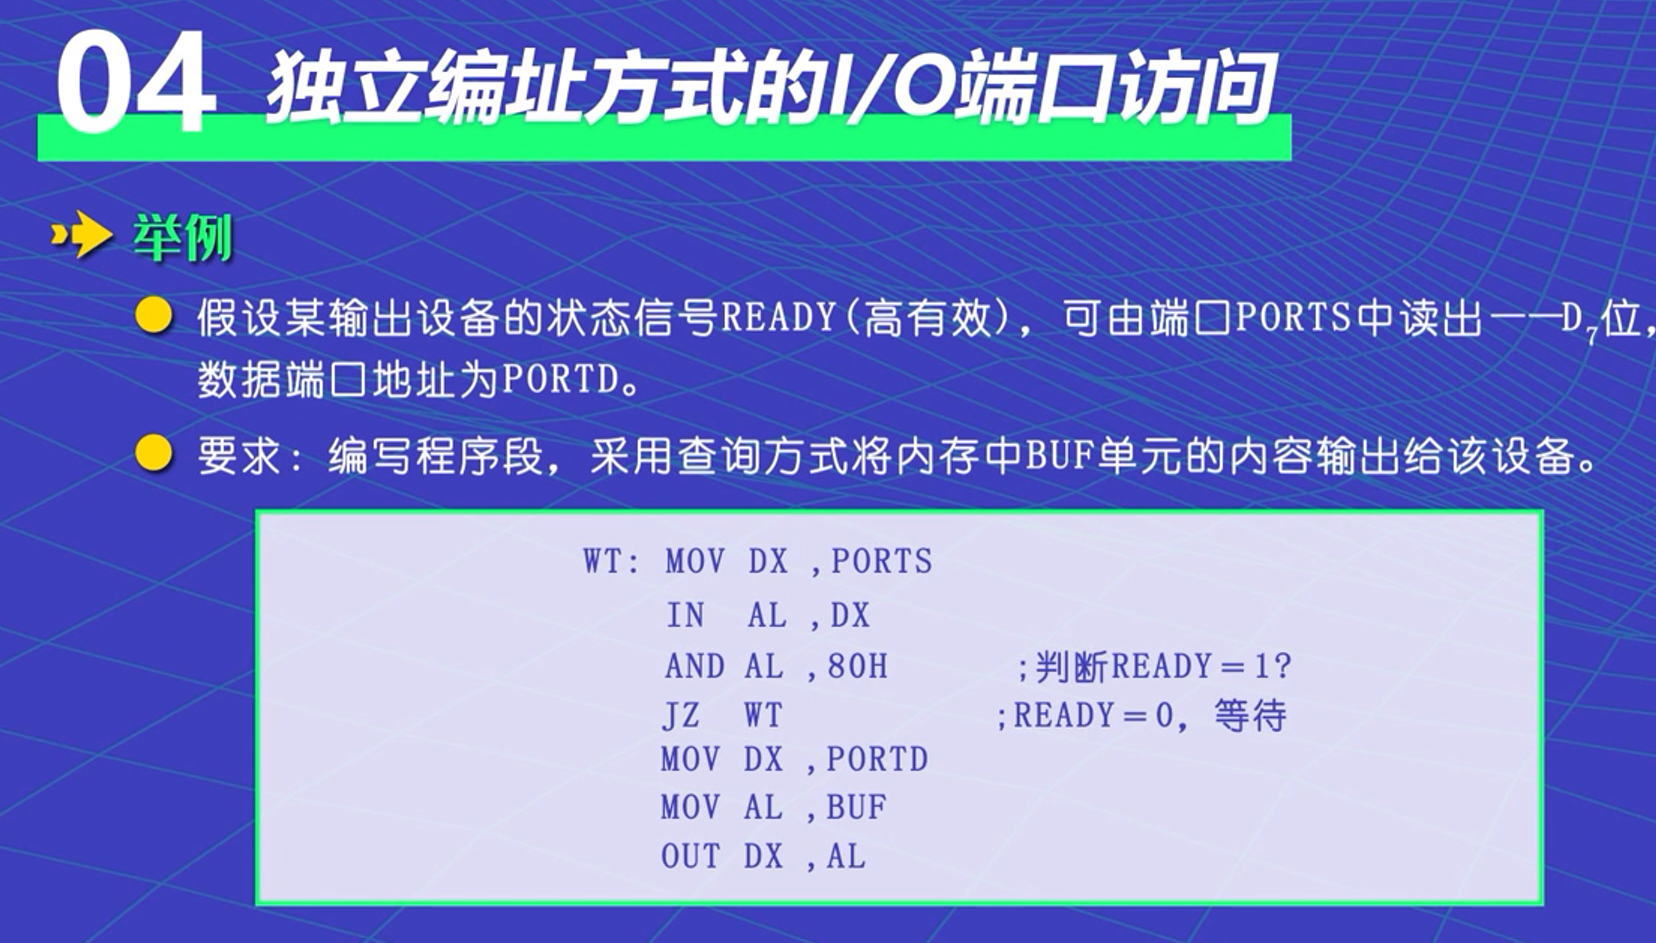 04 独立编址方式的I/O端口访问
举例
假设某输出设备的状态信号READY(高有效)，可由端口PORTS中读出——D₇位，
数据端口地址为PORTD。
要求：编写程序段，采用查询方式将内存中BUF单元的内容输出给该设备。
WT: MOV DX ,PORTS
IN AL ,DX
AND AL ,80H ;判断READY＝1?
JZ WT ;READY＝0，等待
MOV DX ,PORTD
MOV AL ,BUF
OUT DX ,AL